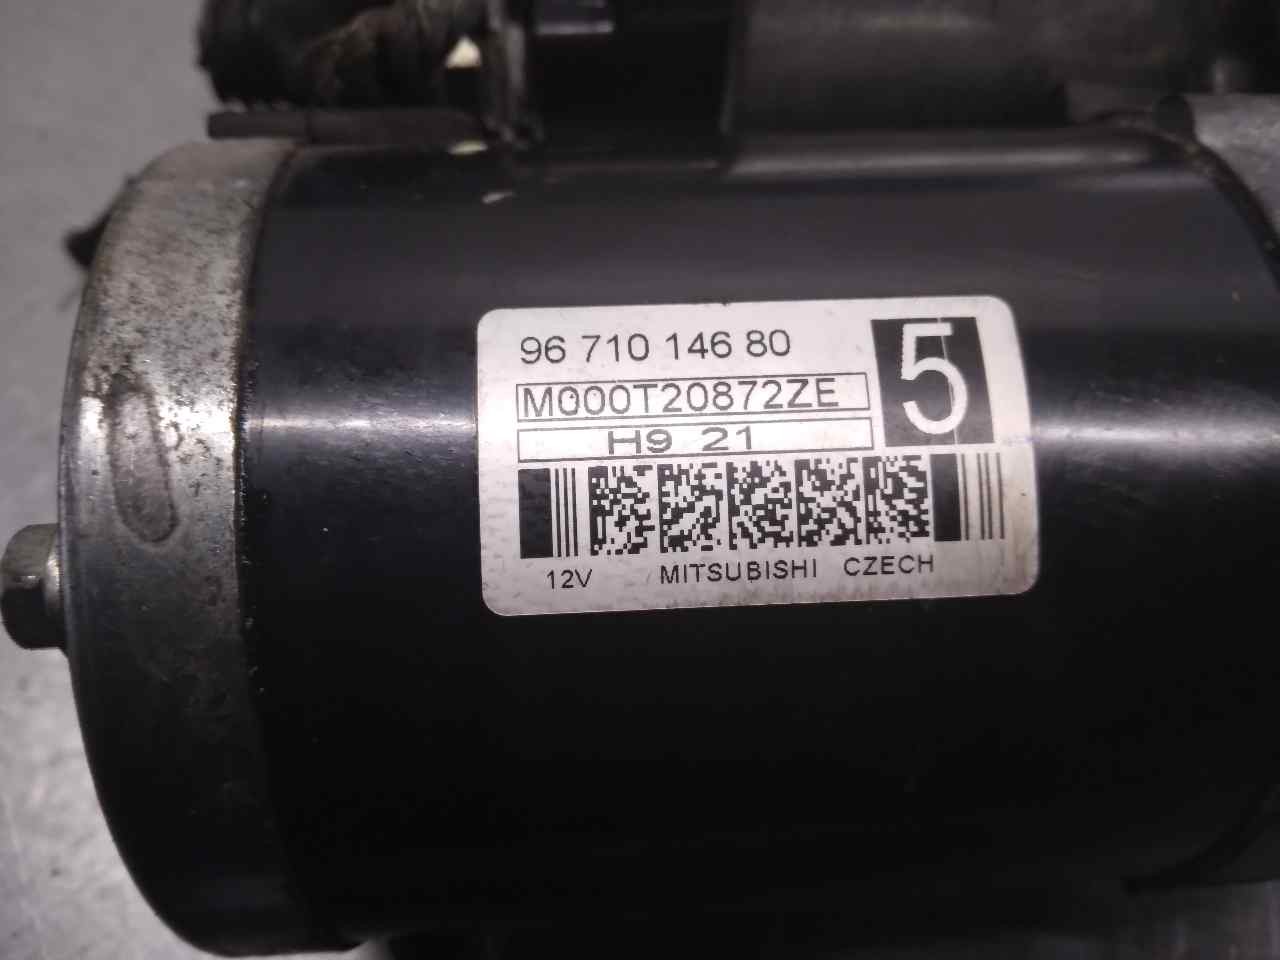 96 710 146 80
5
M000T20872ZE
H9 21
12V MITSUBISHI CZECH